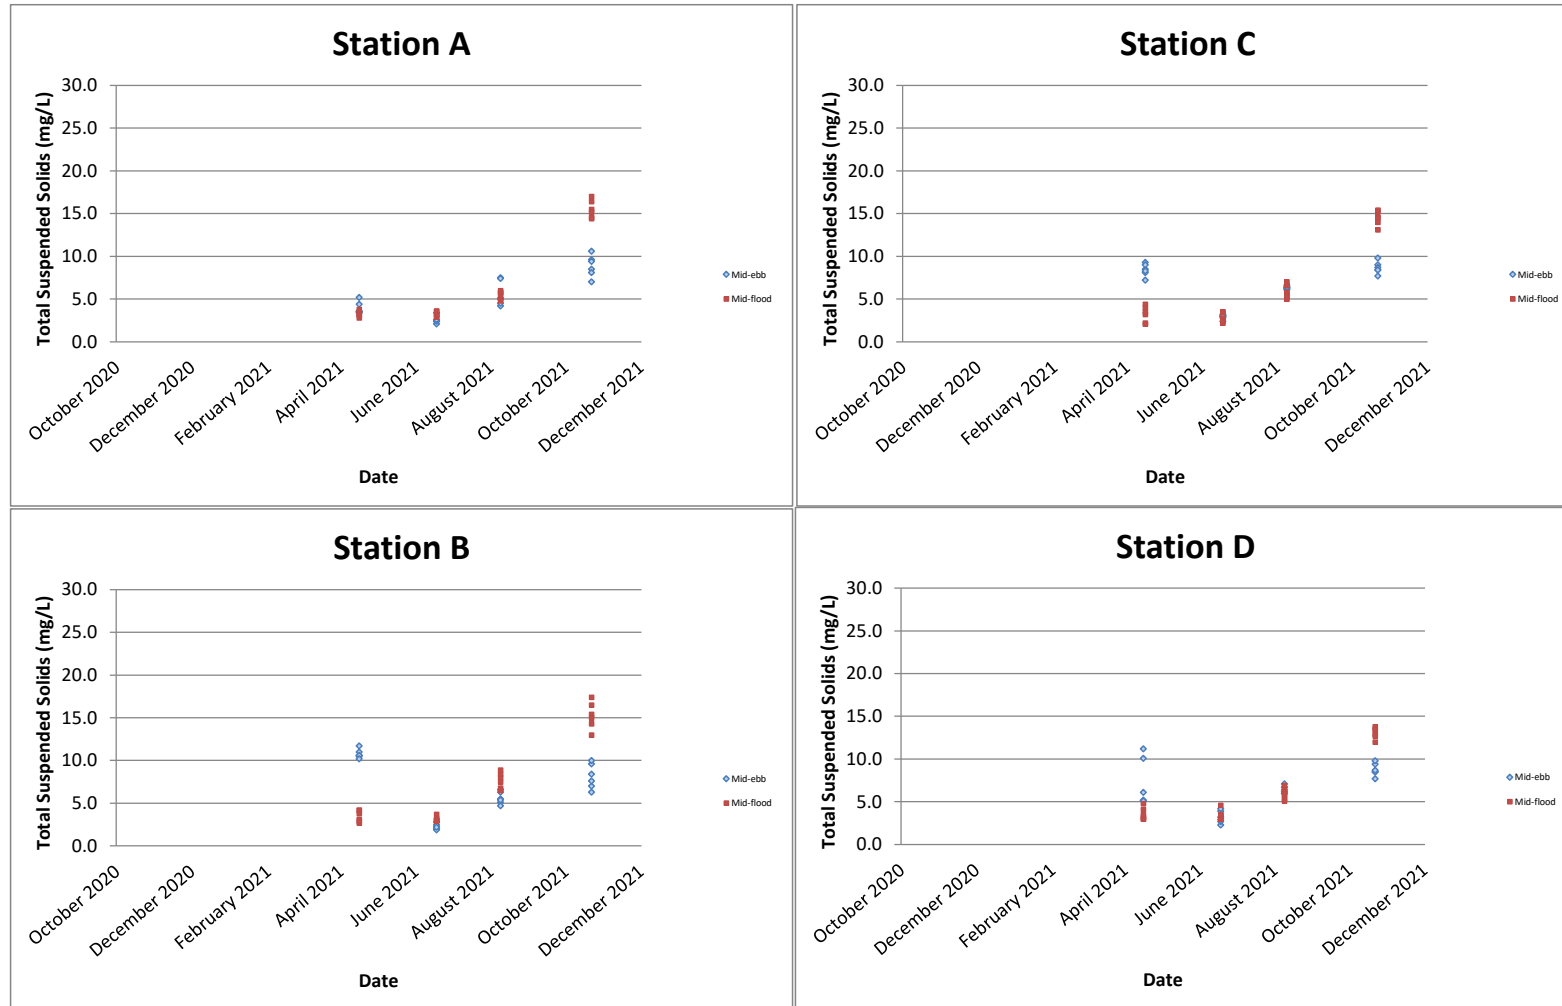 Station A
Total Suspended Solids (mg/L)
30.0
25.0
20.0
15.0
10.0
5.0
0.0
October 2020
December 2020
February 2021
April 2021
June 2021
August 2021
October 2021
December 2021
Date
Mid-ebb
Mid-flood
Station C
Total Suspended Solids (mg/L)
30.0
25.0
20.0
15.0
10.0
5.0
0.0
October 2020
December 2020
February 2021
April 2021
June 2021
August 2021
October 2021
December 2021
Date
Mid-ebb
Mid-flood
Station B
Total Suspended Solids (mg/L)
30.0
25.0
20.0
15.0
10.0
5.0
0.0
October 2020
December 2020
February 2021
April 2021
June 2021
August 2021
October 2021
December 2021
Date
Mid-ebb
Mid-flood
Station D
Total Suspended Solids (mg/L)
30.0
25.0
20.0
15.0
10.0
5.0
0.0
October 2020
December 2020
February 2021
April 2021
June 2021
August 2021
October 2021
December 2021
Date
Mid-ebb
Mid-flood